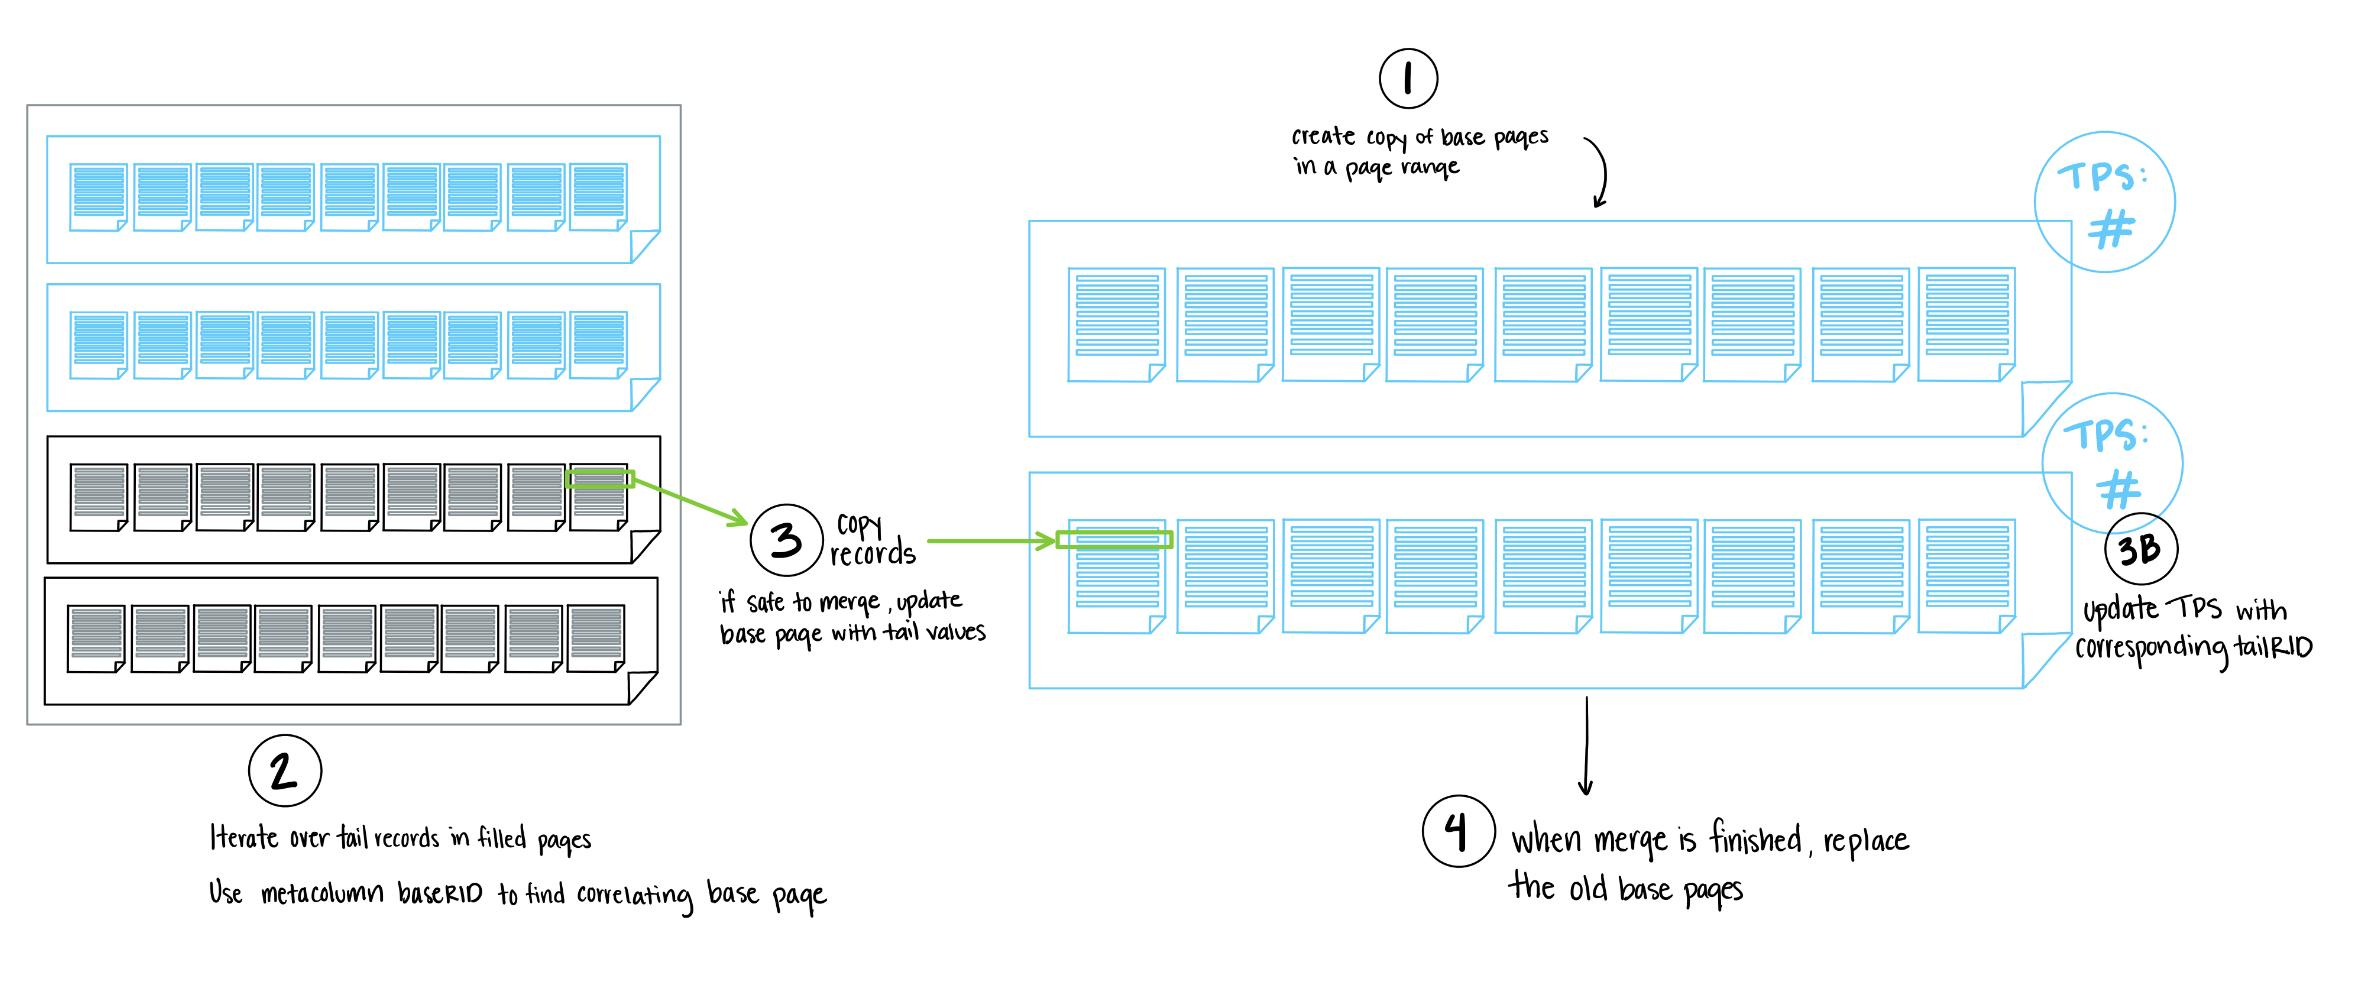 1
create copy of base pages
in a page range
TPS:
#
TPS:
#
2
Iterate over tail records in filled pages
Use metacolumn baseRID to find correlating base page
3
copy
records
if safe to merge, update
base page with tail values
3B
update TPS with
corresponding tailRID
4
when merge is finished, replace
the old base pages